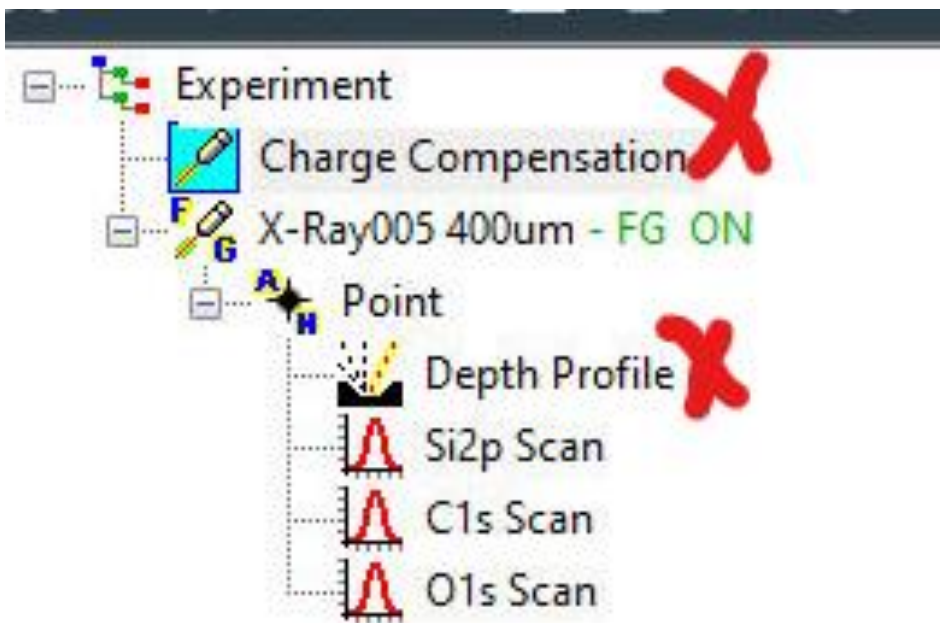 Experiment
Charge Compensation
X-Ray005 400um - FG ON
Point
Depth Profile
Si2p Scan
C1s Scan
O1s Scan